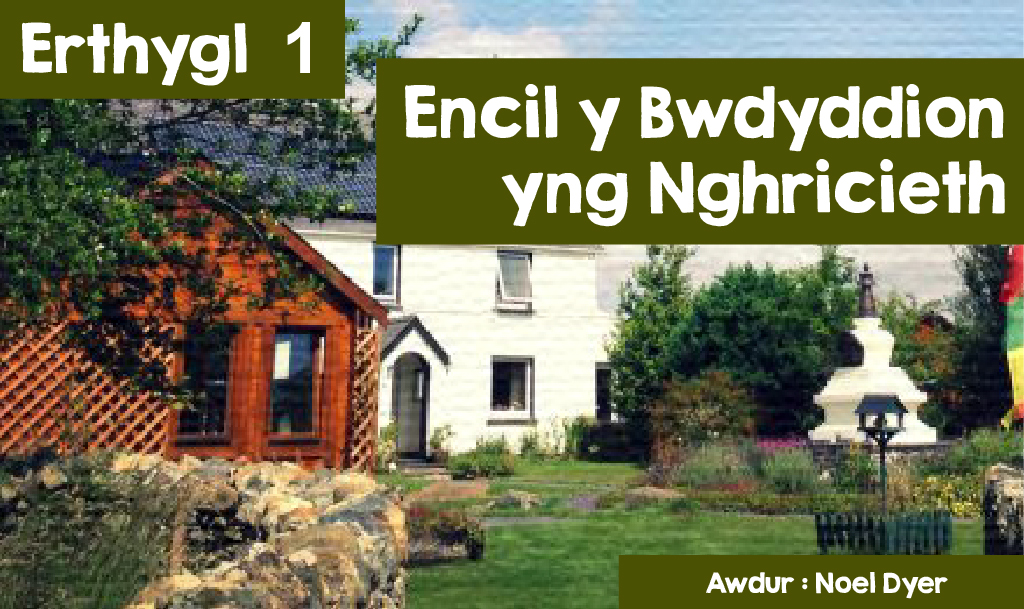 Erthygl 1
Encil y Bwdyddion
yng Nghricieth
Awdur : Noel Dyer